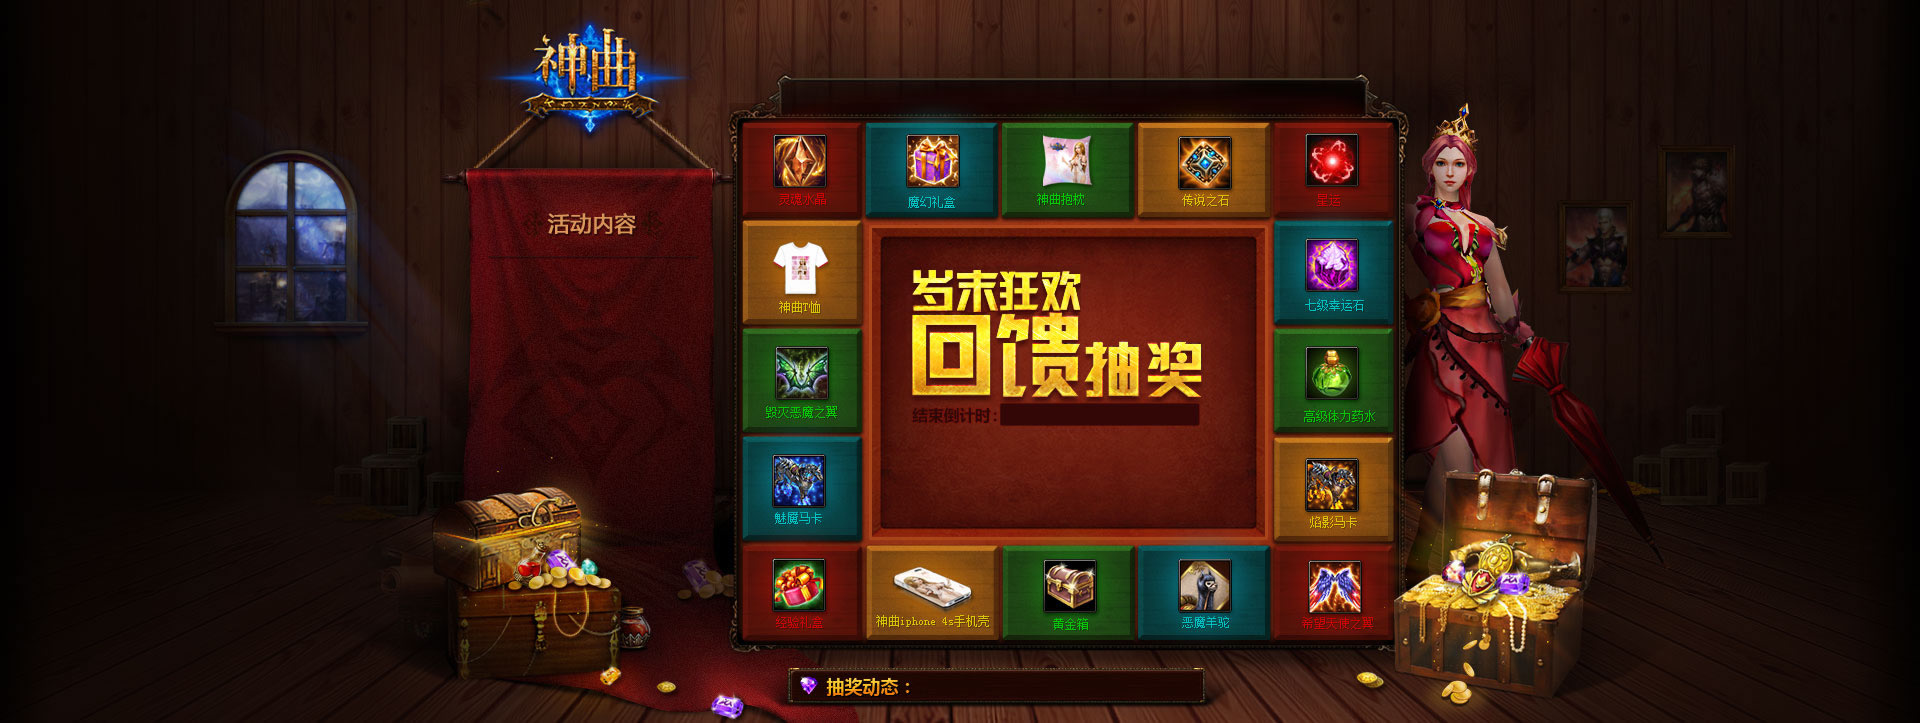 神曲
活动内容
灵魂水晶
魔幻礼盒
神曲抱枕
传说之石
星运
神曲T恤
七级幸运石
毁灭恶魔之翼
高级体力药水
魅魔马卡
焰影马卡
经验礼盒
神曲iphone 4s手机壳
黄金箱
恶魔羊驼
希望天使之翼
岁末狂欢
回馈抽奖
结束倒计时：
抽奖动态：